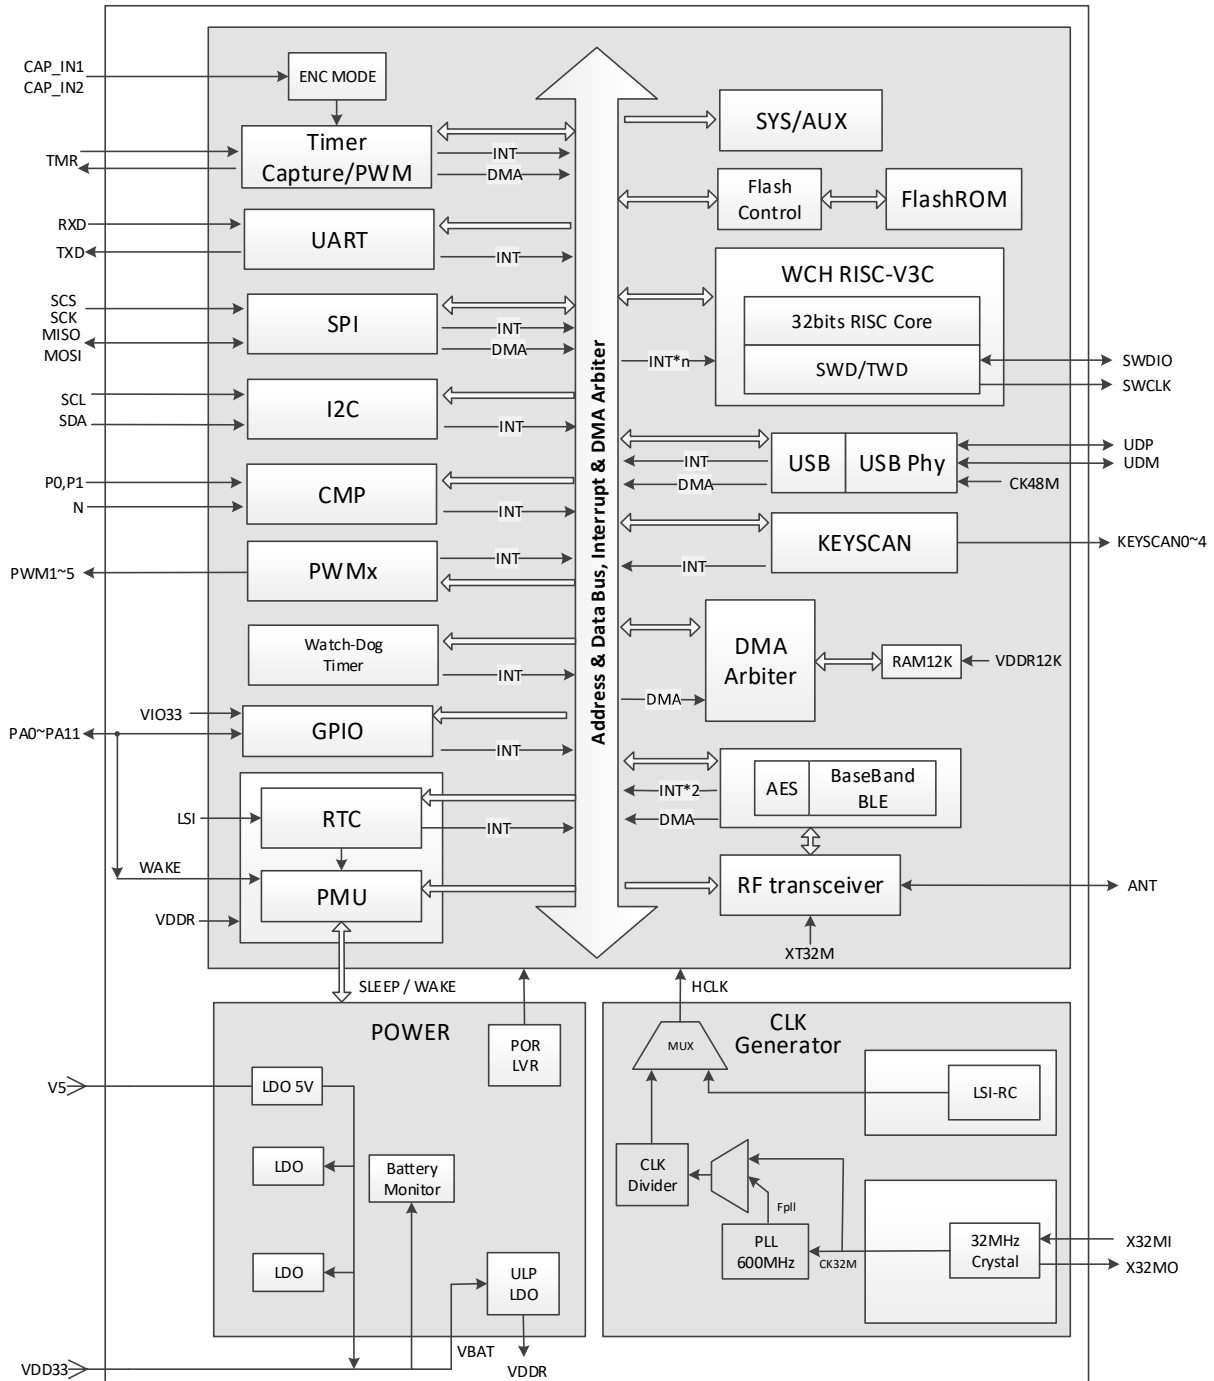 CAP_IN1
CAP_IN2
ENC MODE
TMR
Timer
Capture/PWM
INT
DMA
RXD
TXD
UART
INT
SCS
SCK
MISO
MOSI
SPI
INT
DMA
SCL
SDA
I2C
INT
P0,P1
N
CMP
INT
PWM1~5
PWMx
INT
Watch-Dog
Timer
INT
VIO33
PA0~PA11
GPIO
INT
LSI
RTC
INT
WAKE
PMU
VDDR
Address & Data Bus, Interrupt & DMA Arbiter
SYS/AUX
Flash
Control
FlashROM
WCH RISC-V3C
32bits RISC Core
SWD/TWD
INT*n
SWDIO
SWCLK
INT
DMA
USB
USB Phy
UDP
UDM
CK48M
KEYSCAN
INT
KEYSCAN0~4
DMA
Arbiter
DMA
RAM12K
VDDR12K
INT*2
DMA
AES
BaseBand
BLE
RF transceiver
ANT
XT32M
SLEEP / WAKE
HCLK
POWER
POR
LVR
V5
LDO 5V
LDO
Battery
Monitor
LDO
ULP
LDO
VDD33
VBAT
VDDR
CLK
Generator
MUX
LSI-RC
CLK
Divider
Fpll
PLL
600MHz
CK32M
32MHz
Crystal
X32MI
X32MO